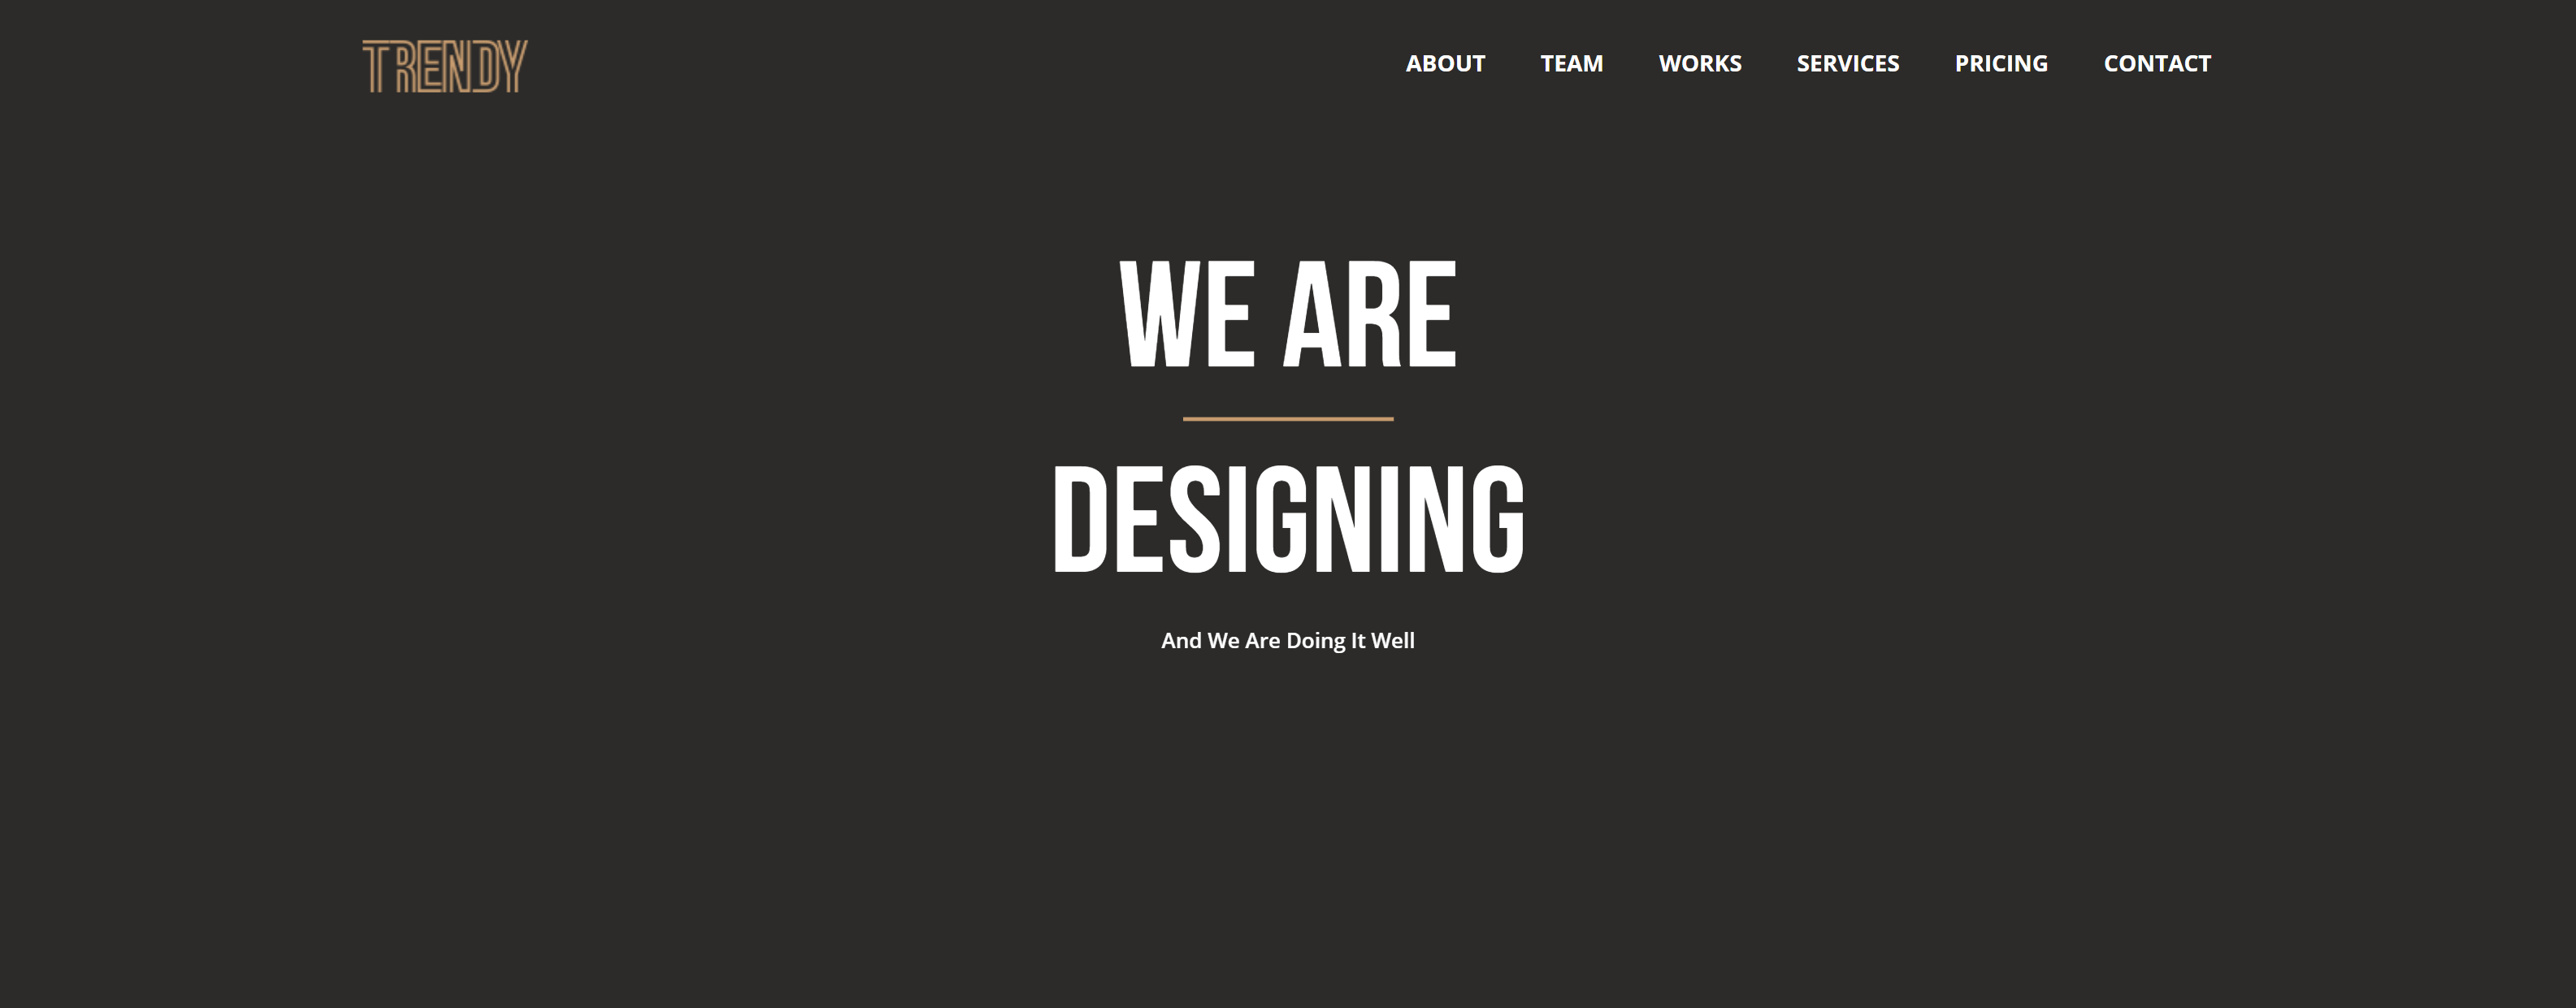 TRENDY
ABOUT TEAM WORKS SERVICES PRICING CONTACT
WE ARE
DESIGNING
And We Are Doing It Well